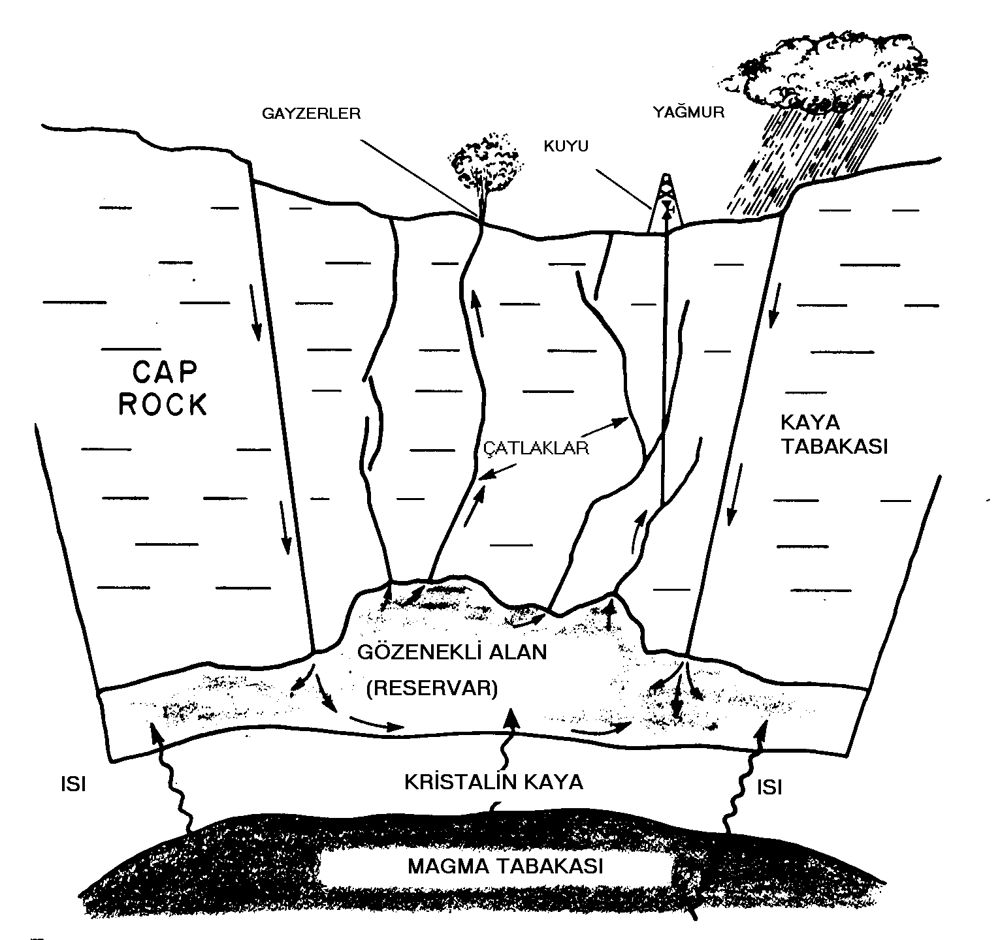 GAYZERLER
YAĞMUR
KUYU
CAP
ROCK
KAYA
TABAKASI
ÇATLAKLAR
GÖZENEKLİ ALAN
(RESERVAR)
ISI
KRİSTALİN KAYA
ISI
MAGMA TABAKASI